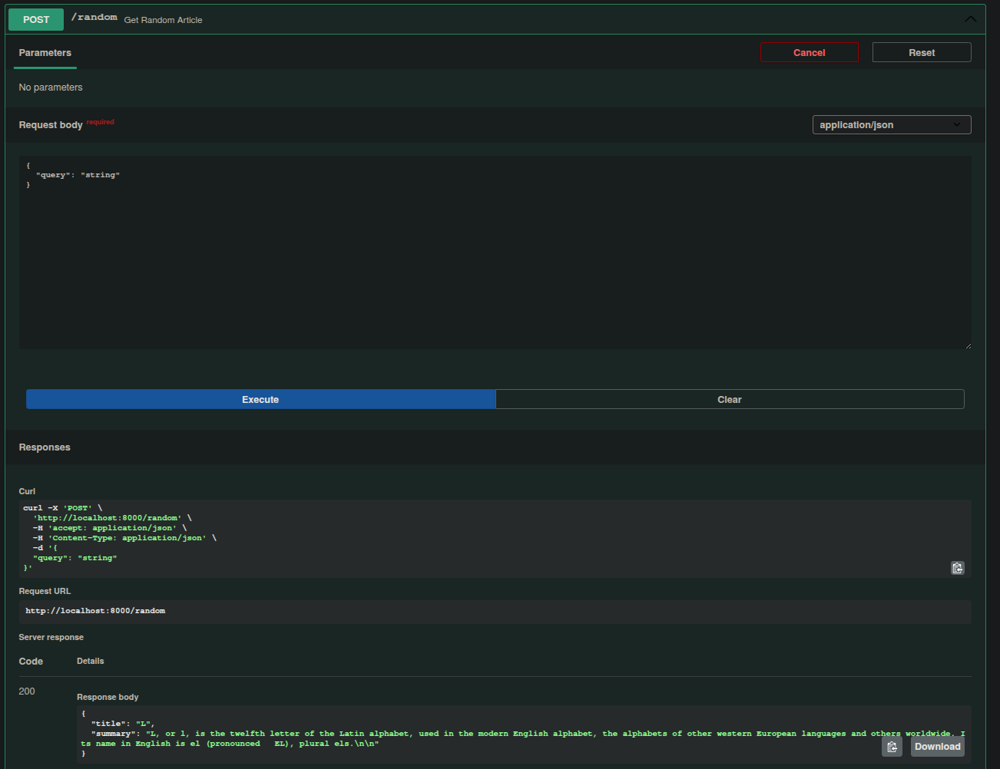 POST /random Get Random Article
Parameters Cancel Reset
No parameters
Request body required application/json
{
"query": "string"
}
Execute Clear
Responses
Curl
curl -X 'POST' \
'http://localhost:8000/random' \
-H 'accept: application/json' \
-H 'Content-Type: application/json' \
-d '{
"query": "string"
}'
Request URL
http://localhost:8000/random
Server response
Code Details
200
Response body
{
"title": "L",
"summary": "L, or l, is the twelfth letter of the Latin alphabet, used in the modern English alphabet, the alphabets of other western European languages and others worldwide. I
ts name in English is el (pronounced   EL), plural els.\n\n"
}
Download